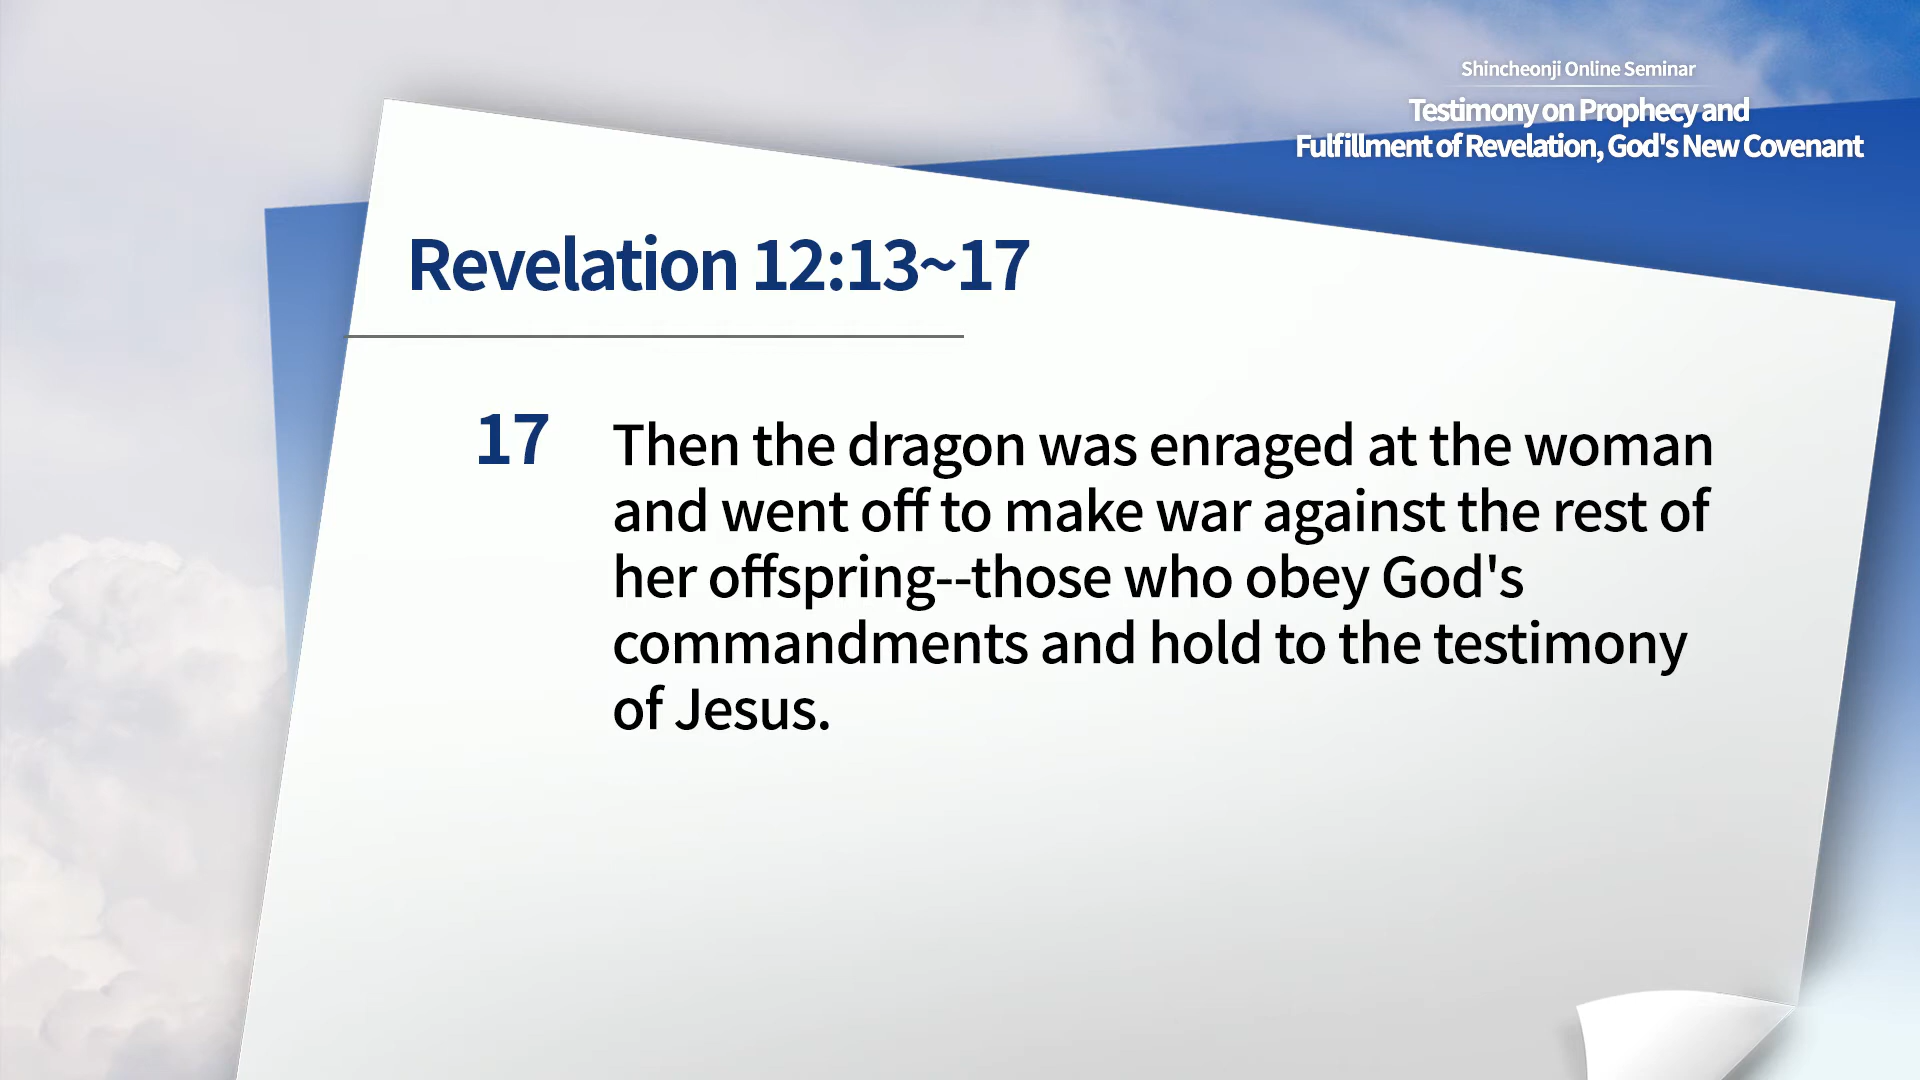 Shincheonji Online Seminar
Testimony on Prophecy and
Fulfillment of Revelation, God's New Covenant
Revelation 12:13~17
17 Then the dragon was enraged at the woman
and went off to make war against the rest of
her offspring--those who obey God's
commandments and hold to the testimony
of Jesus.